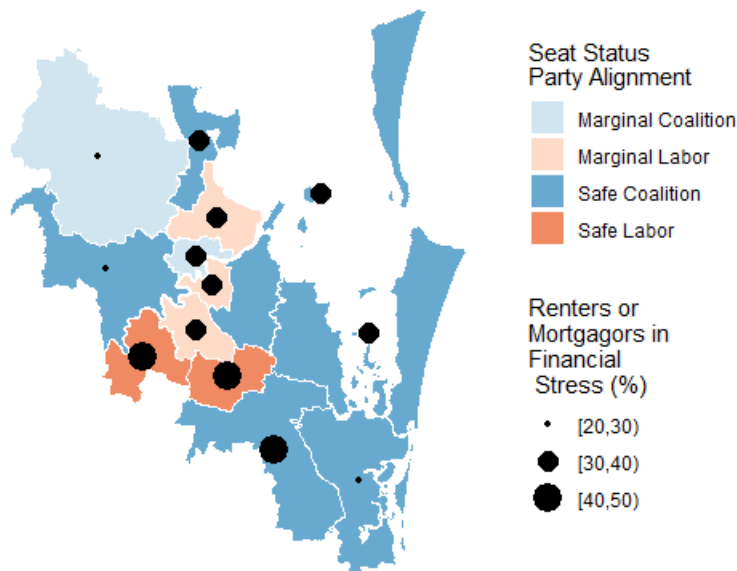 Seat Status
Party Alignment
Marginal Coalition
Marginal Labor
Safe Coalition
Safe Labor
Renters or
Mortgagors in
Financial
Stress (%)
[20,30)
[30,40)
[40,50)